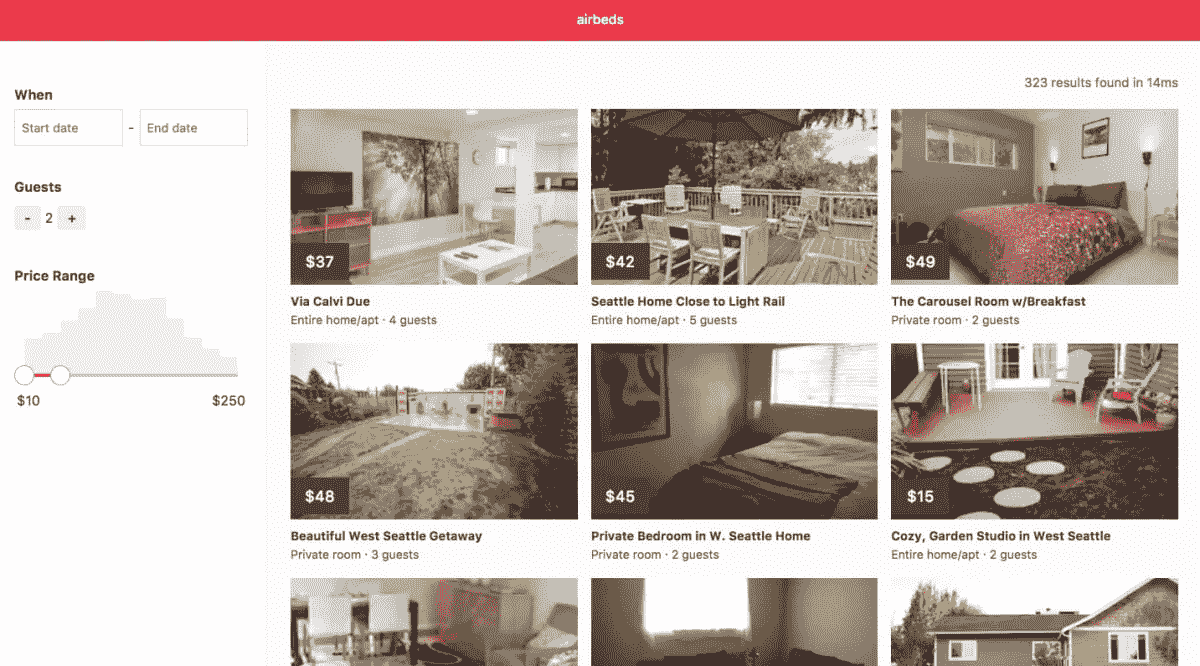 airbeds
323 results found in 14ms
When
Start date - End date
Guests
- 2 +
Price Range
$10 $250
$37
Via Calvi Due
Entire home/apt · 4 guests
$42
Seattle Home Close to Light Rail
Entire home/apt · 5 guests
$49
The Carousel Room w/Breakfast
Private room · 2 guests
$48
Beautiful West Seattle Getaway
Private room · 3 guests
$45
Private Bedroom in W. Seattle Home
Private room · 2 guests
$15
Cozy, Garden Studio in West Seattle
Entire home/apt · 2 guests